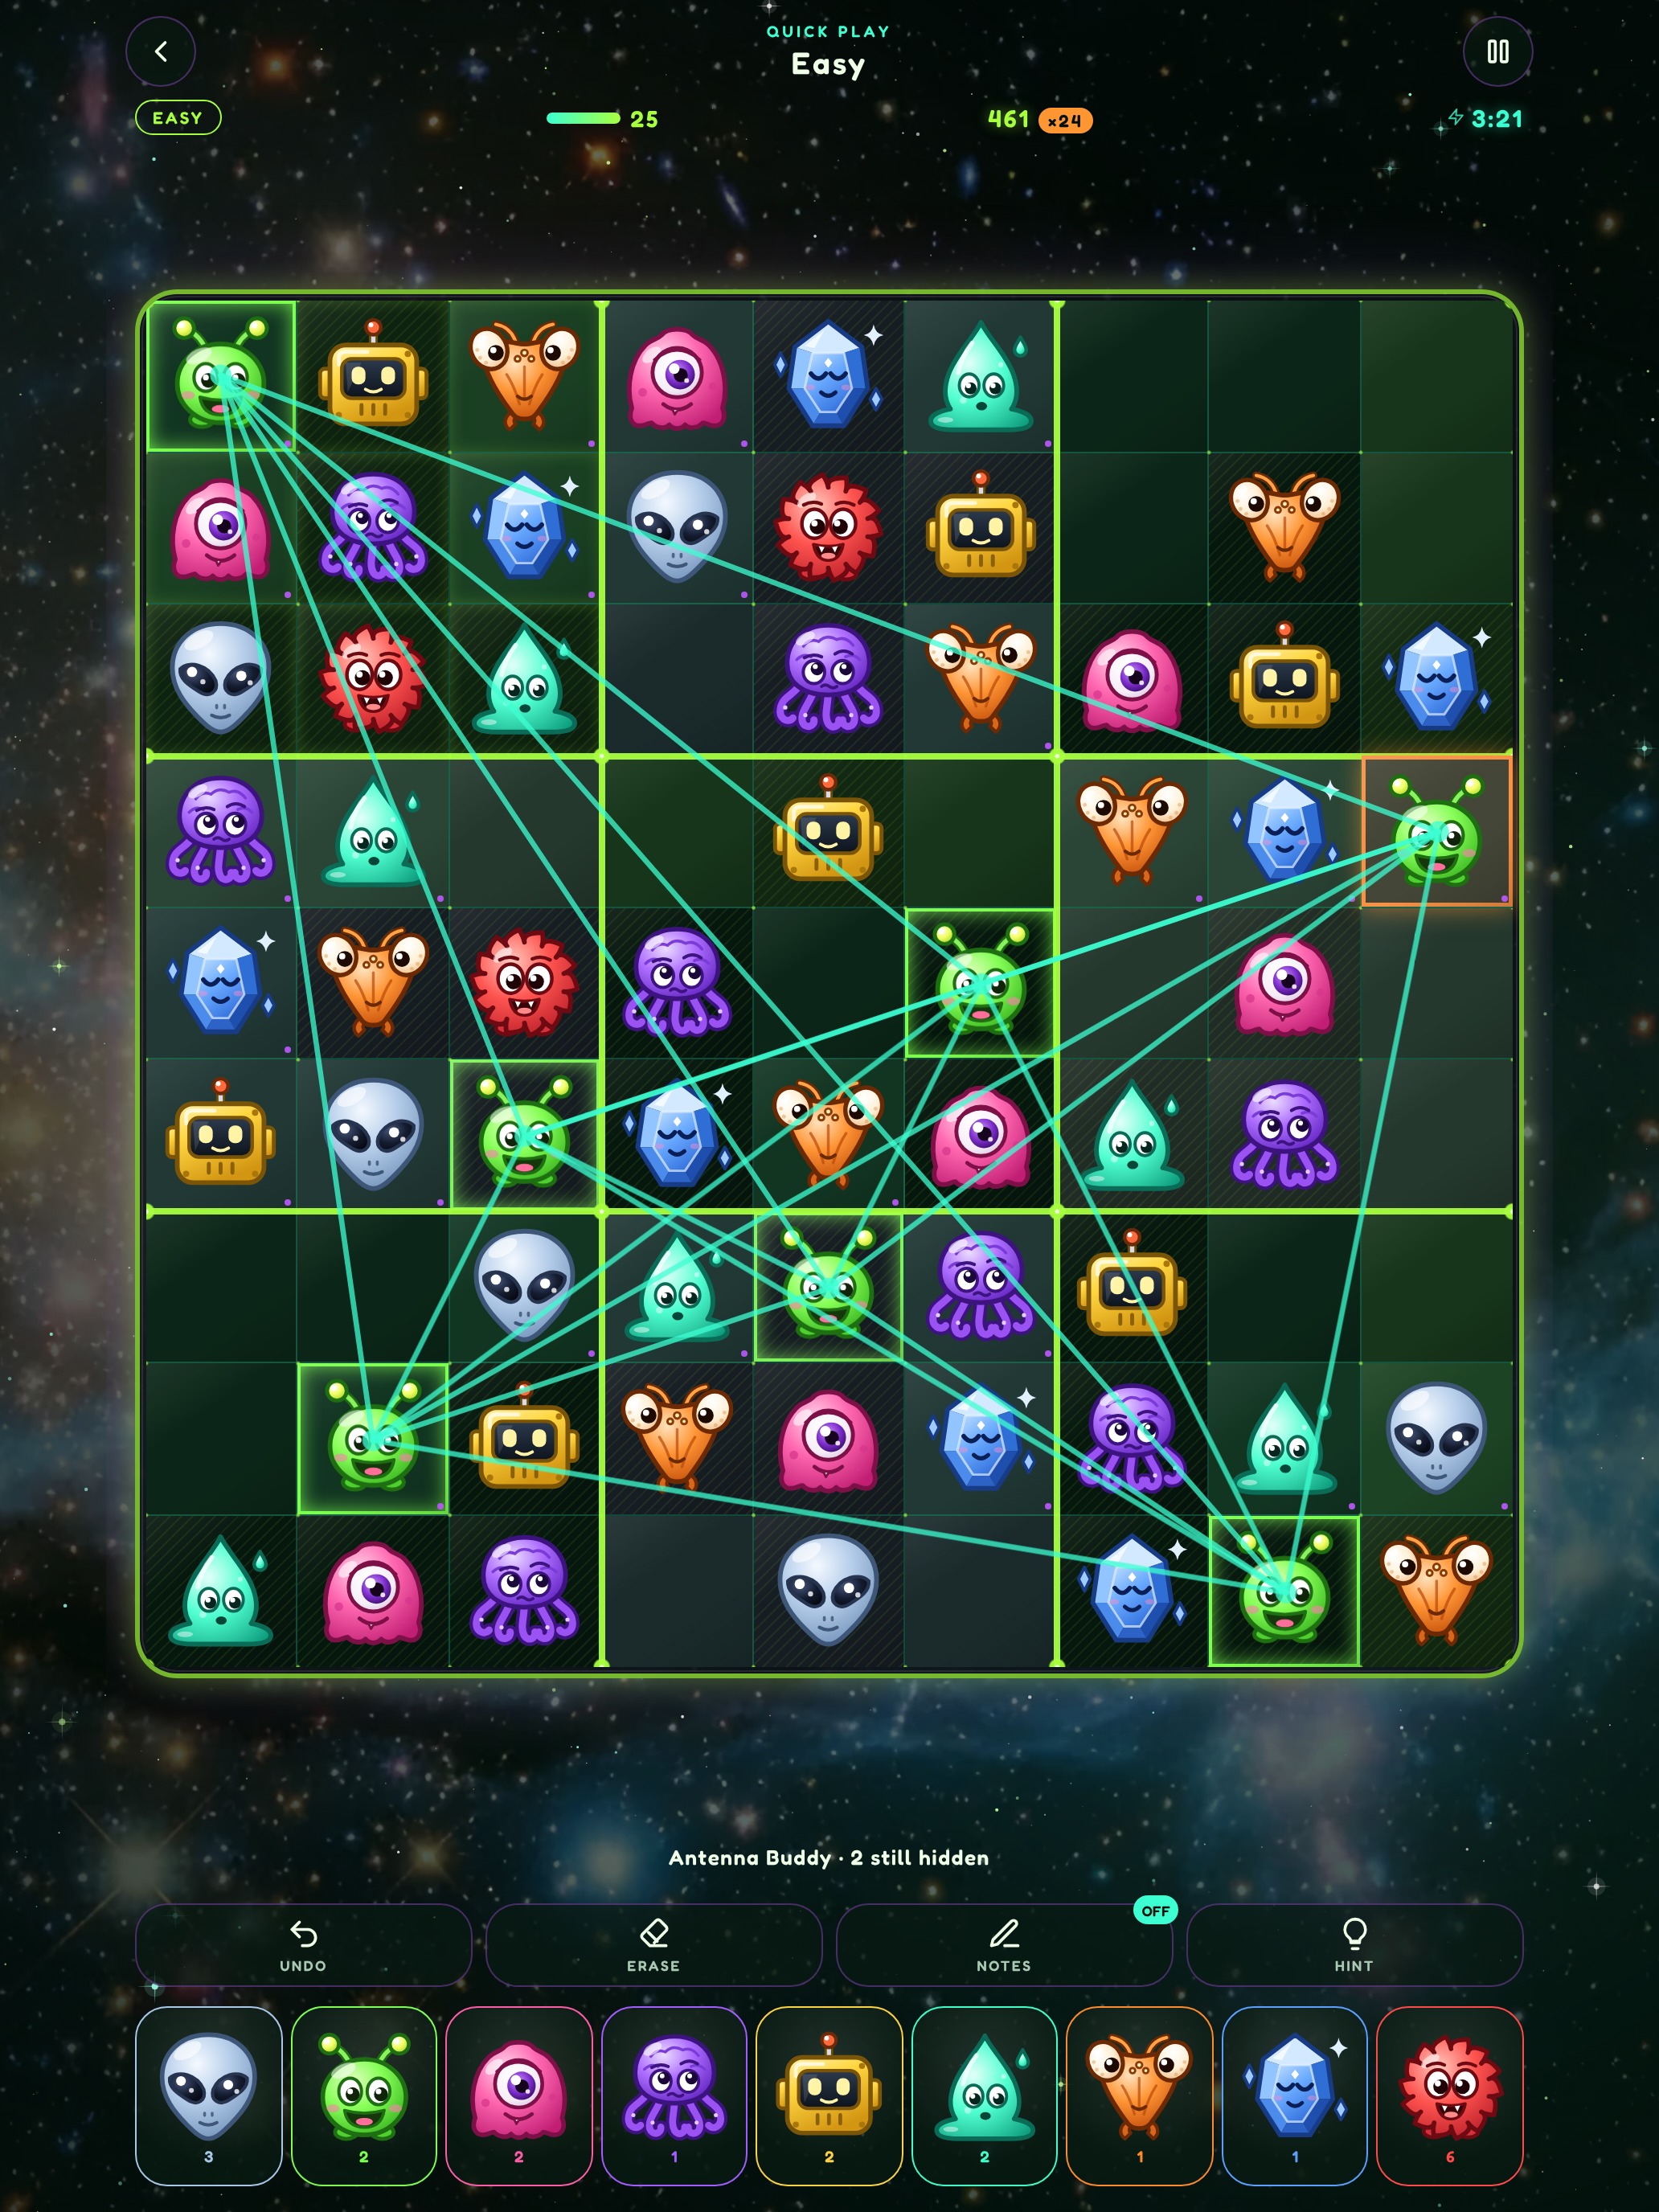 QUICK PLAY
Easy
EASY
25
461 ×24
3:21
Antenna Buddy · 2 still hidden
OFF
UNDO
ERASE
NOTES
HINT
3
2
2
1
2
2
1
1
6